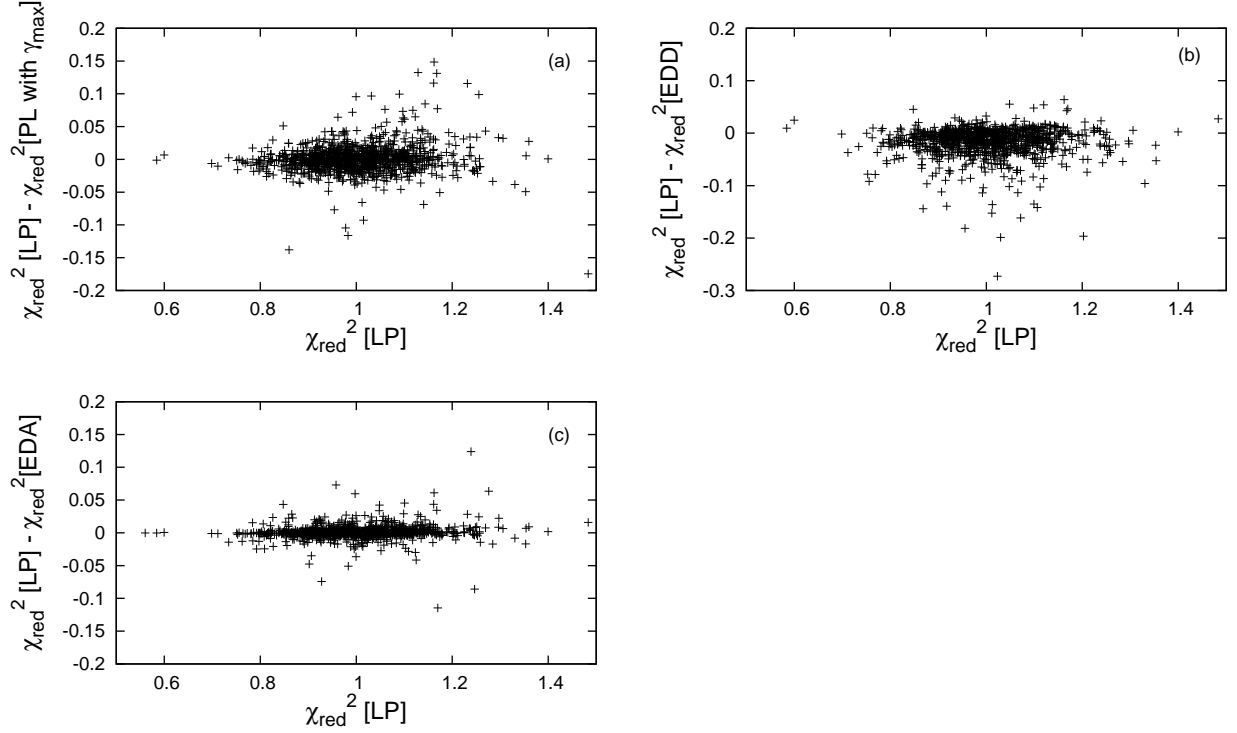 0.2
0.15
0.1
0.05
0
-0.05
-0.1
-0.15
-0.2
0.6 0.8 1 1.2 1.4
χred² [LP] - χred² [PL with γmax]
χred² [LP]
(a)
0.2
0.1
0
-0.1
-0.2
-0.3
0.6 0.8 1 1.2 1.4
χred² [LP] - χred² [EDD]
χred² [LP]
(b)
0.2
0.15
0.1
0.05
0
-0.05
-0.1
-0.15
-0.2
0.6 0.8 1 1.2 1.4
χred² [LP] - χred² [EDA]
χred² [LP]
(c)